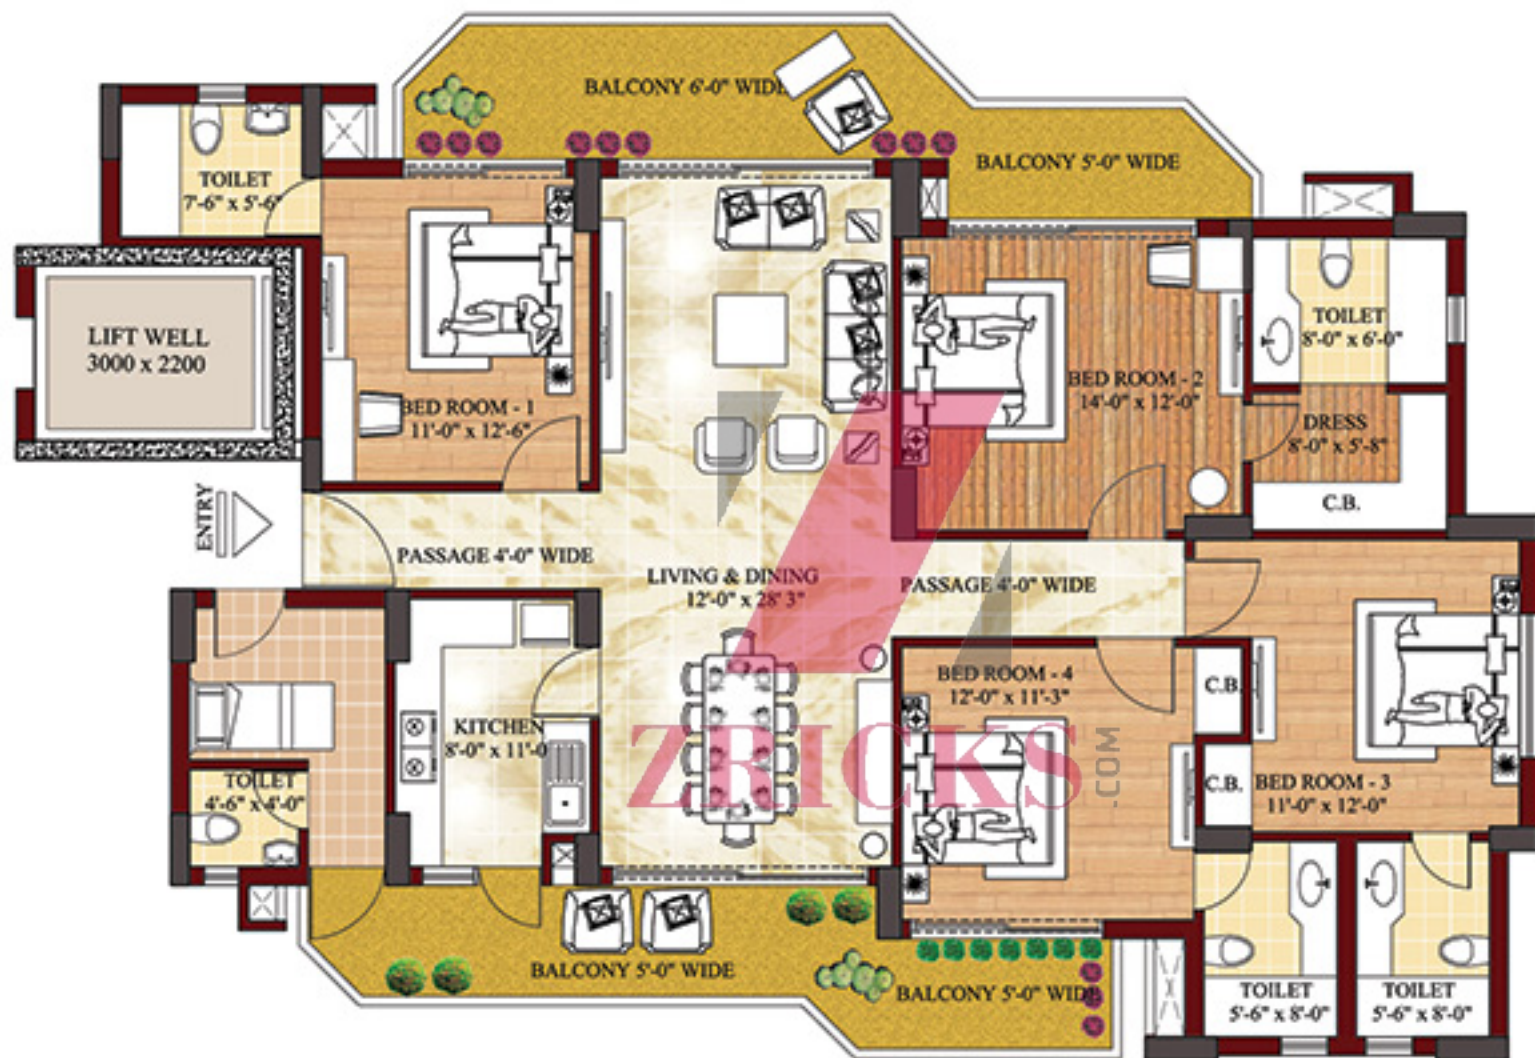 BALCONY 6'-0" WIDE
BALCONY 5'-0" WIDE
TOILET
7'-6" x 5'-6"
LIFT WELL
3000 x 2200
BED ROOM - 1
11'-0" x 12'-6"
BED ROOM - 2
14'-0" x 12'-0"
TOILET
8'-0" x 6'-0"
DRESS
8'-0" x 5'-8"
C.B.
ENTRY
PASSAGE 4'-0" WIDE
LIVING & DINING
12'-0" x 28' 3"
PASSAGE 4'-0" WIDE
BED ROOM - 4
12'-0" x 11'-3"
C.B.
C.B.
BED ROOM - 3
11'-0" x 12'-0"
KITCHEN
8'-0" x 11'-0
TOILET
4'-6" x 4'-0"
ZRICKS
.COM
BALCONY 5'-0" WIDE
BALCONY 5'-0" WIDE
TOILET
5'-6" x 8'-0"
TOILET
5'-6" x 8'-0"